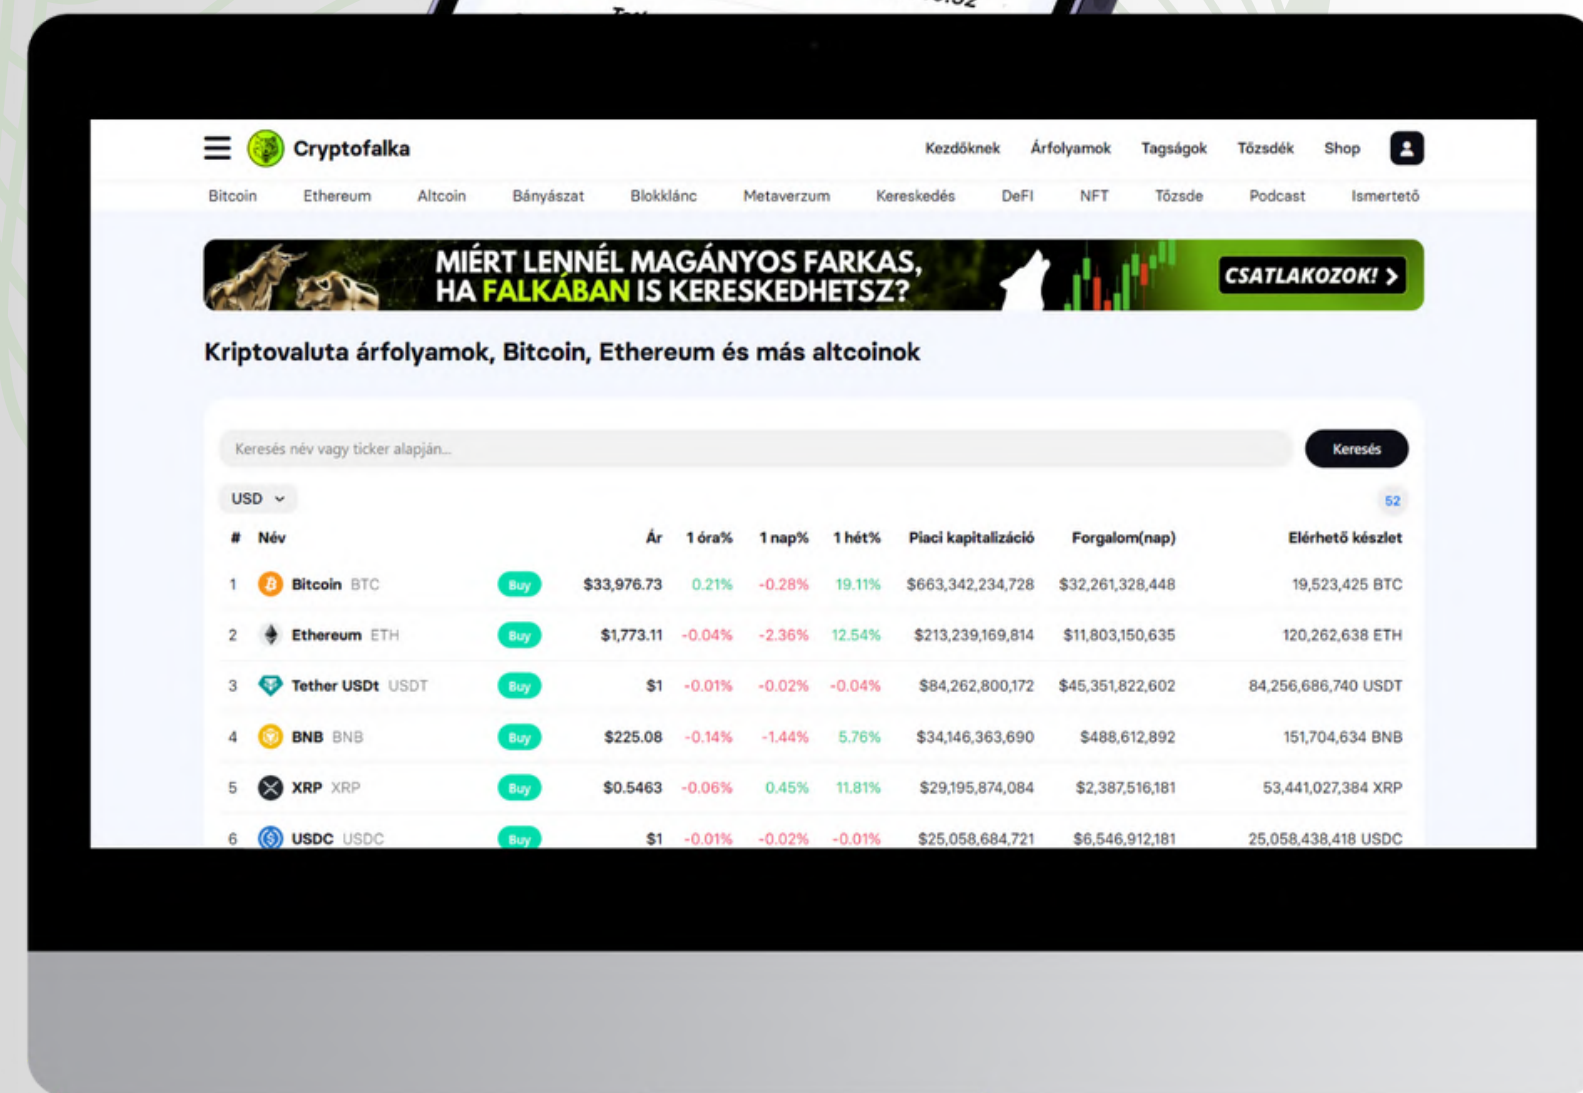 Cryptofalka
Kezdőknek Árfolyamok Tagságok Tőzsdék Shop
Bitcoin Ethereum Altcoin Bányászat Blokklánc Metaverzum Kereskedés DeFI NFT Tőzsde Podcast Ismertető
MIÉRT LENNÉL MAGÁNYOS FARKAS,
HA FALKÁBAN IS KERESKEDHETSZ?
CSATLAKOZOK! >
Kriptovaluta árfolyamok, Bitcoin, Ethereum és más altcoinok
Keresés név vagy ticker alapján... Keresés
USD 52
# Név Ár 1 óra% 1 nap% 1 hét% Piaci kapitalizáció Forgalom(nap) Elérhető készlet
1 Bitcoin BTC Buy $33,976.73 0.21% -0.28% 19.11% $663,342,234,728 $32,261,328,448 19,523,425 BTC
2 Ethereum ETH Buy $1,773.11 -0.04% -2.36% 12.54% $213,239,169,814 $11,803,150,635 120,262,638 ETH
3 Tether USDt USDT Buy $1 -0.01% -0.02% -0.04% $84,262,800,172 $45,351,822,602 84,256,686,740 USDT
4 BNB BNB Buy $225.08 -0.14% -1.44% 5.76% $34,146,363,690 $488,612,892 151,704,634 BNB
5 XRP XRP Buy $0.5463 -0.06% 0.45% 11.81% $29,195,874,084 $2,387,516,181 53,441,027,384 XRP
6 USDC USDC Buy $1 -0.01% -0.02% -0.01% $25,058,684,721 $6,546,912,181 25,058,438,418 USDC